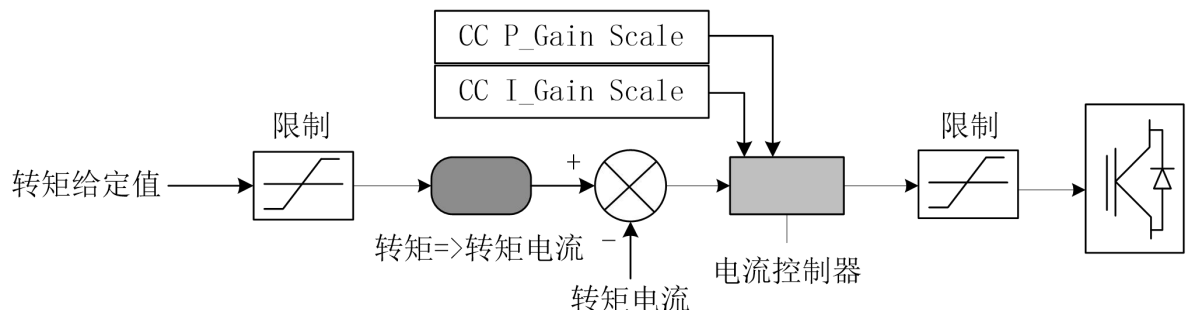 CC P_Gain Scale
CC I_Gain Scale
限制
限制
转矩给定值
+
转矩=>转矩电流
-
电流控制器
转矩电流